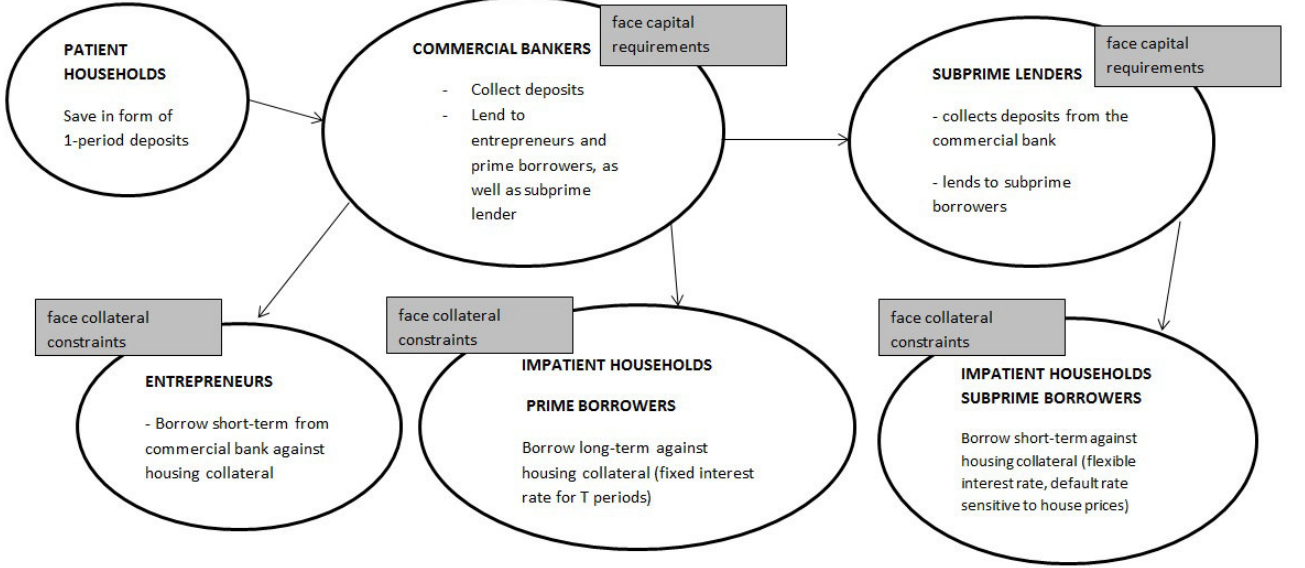 PATIENT
HOUSEHOLDS
Save in form of
1-period deposits
face capital
requirements
COMMERCIAL BANKERS
- Collect deposits
- Lend to
entrepreneurs and
prime borrowers, as
well as subprime
lender
face capital
requirements
SUBPRIME LENDERS
- collects deposits from the
commercial bank
- lends to subprime
borrowers
face collateral
constraints
ENTREPRENEURS
- Borrow short-term from
commercial bank against
housing collateral
face collateral
constraints
IMPATIENT HOUSEHOLDS
PRIME BORROWERS
Borrow long-term against
housing collateral (fixed interest
rate for T periods)
face collateral
constraints
IMPATIENT HOUSEHOLDS
SUBPRIME BORROWERS
Borrow short-term against
housing collateral (flexible
interest rate, default rate
sensitive to house prices)